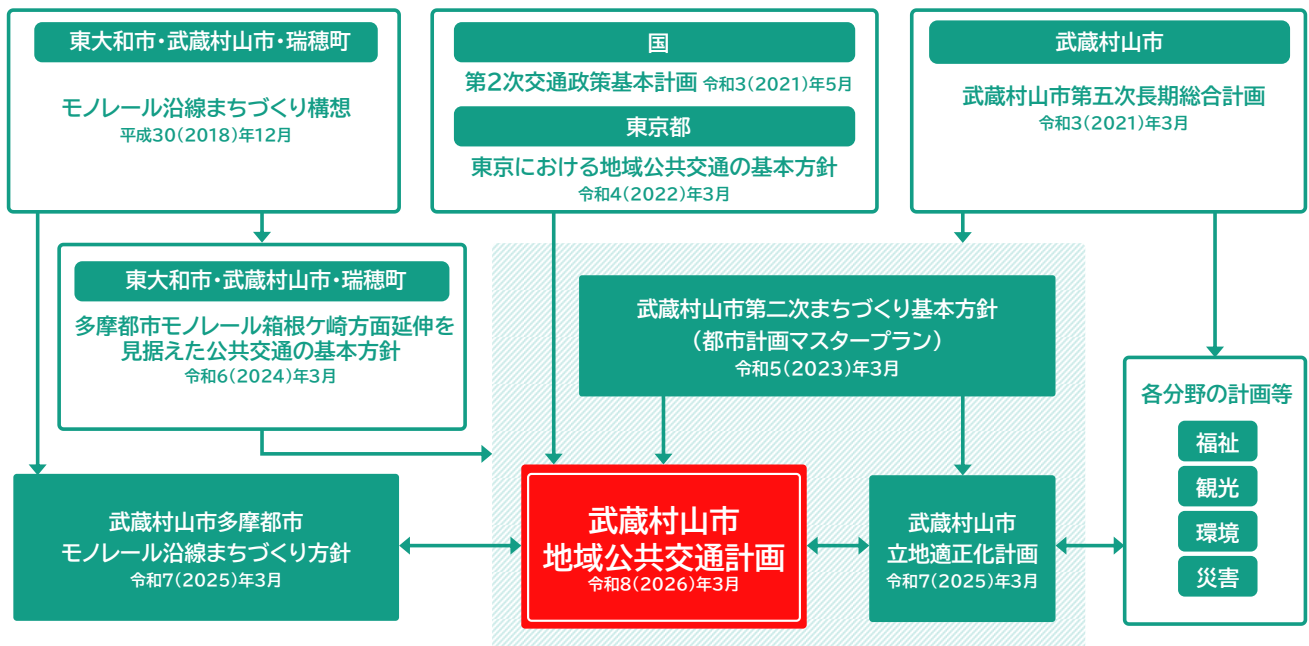 東大和市・武蔵村山市・瑞穂町
モノレール沿線まちづくり構想
平成30(2018)年12月
国
第2次交通政策基本計画 令和3(2021)年5月
東京都
東京における地域公共交通の基本方針
令和4(2022)年3月
武蔵村山市
武蔵村山市第五次長期総合計画
令和3(2021)年3月
東大和市・武蔵村山市・瑞穂町
多摩都市モノレール箱根ケ崎方面延伸を
見据えた公共交通の基本方針
令和6(2024)年3月
武蔵村山市第二次まちづくり基本方針
（都市計画マスタープラン）
令和5(2023)年3月
各分野の計画等
福祉
観光
環境
災害
武蔵村山市多摩都市
モノレール沿線まちづくり方針
令和7(2025)年3月
武蔵村山市
地域公共交通計画
令和8(2026)年3月
武蔵村山市
立地適正化計画
令和7(2025)年3月